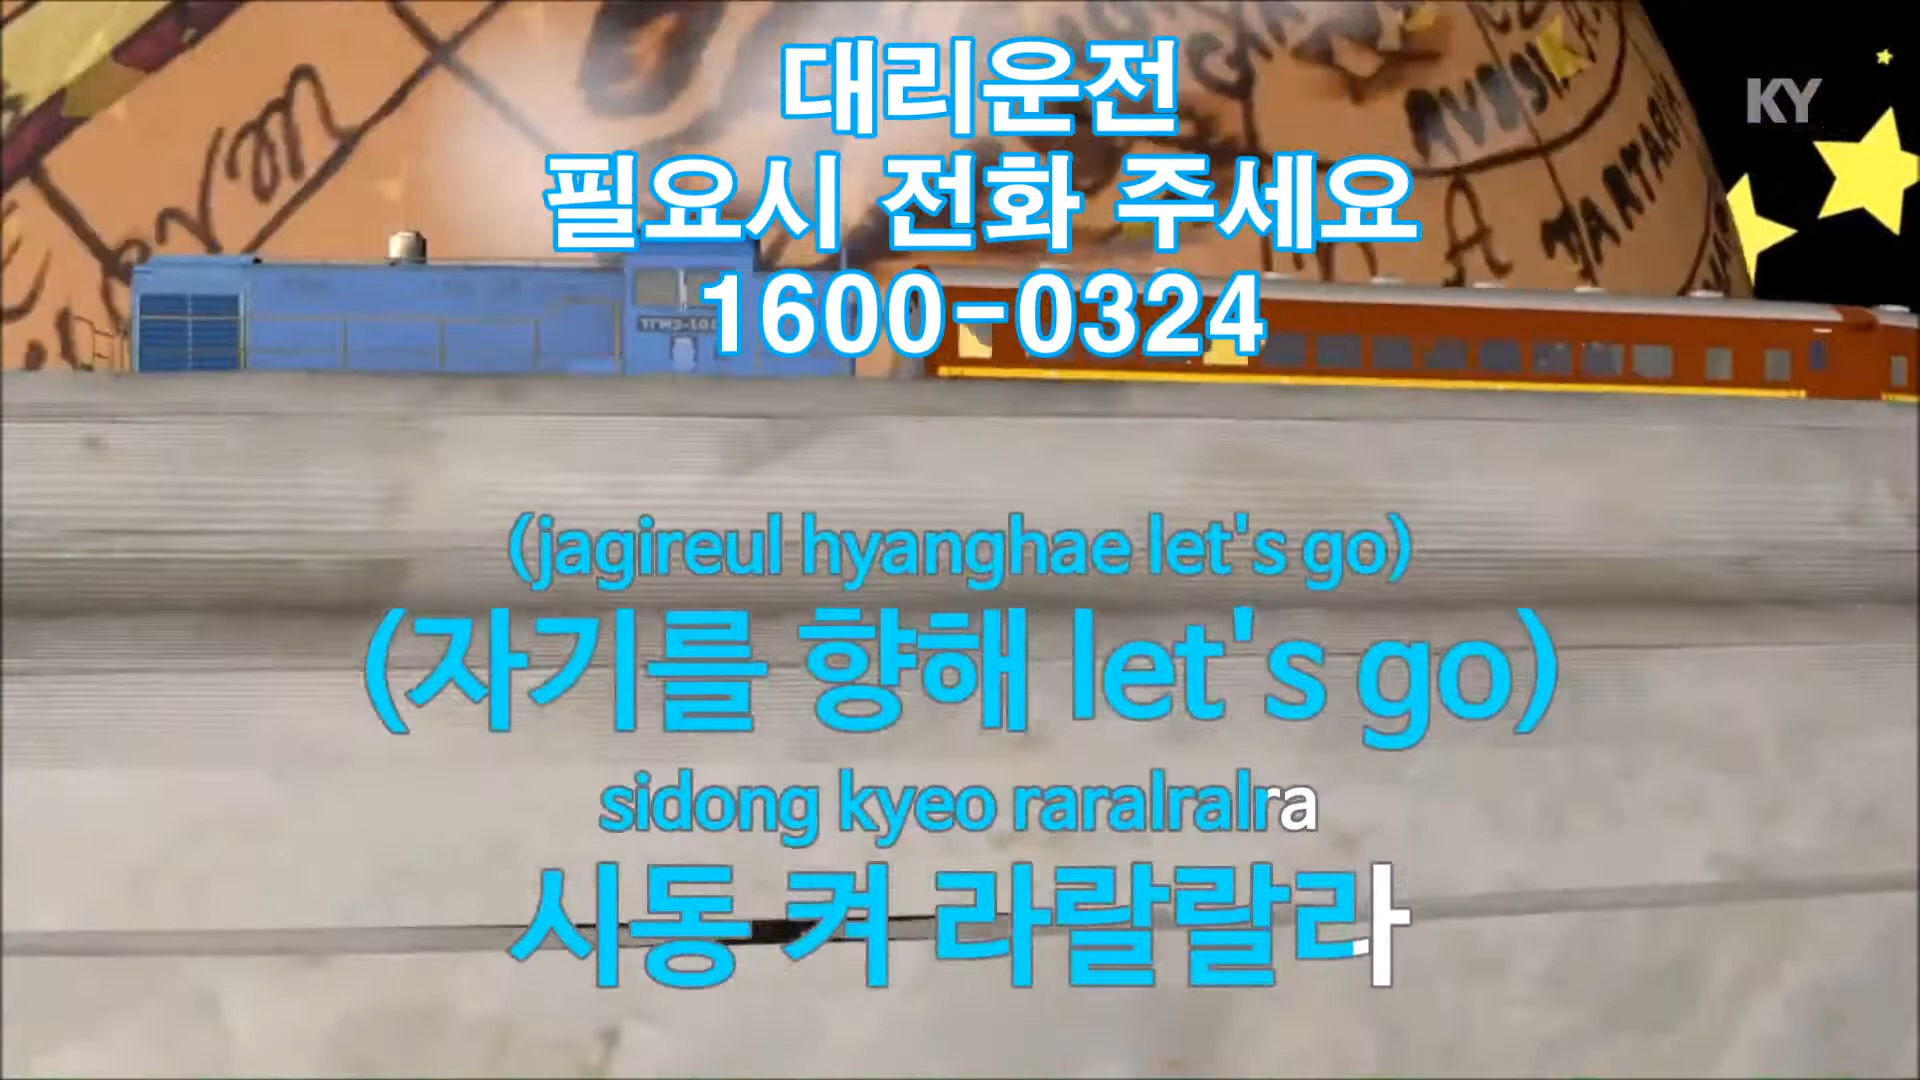 KY
대리운전
필요시 전화 주세요
1600-0324
(jagireul hyanghae let's go)
(자기를 향해 let's go)
sidong kyeo raralralra
시동 켜 라랄랄라
TARTARIA